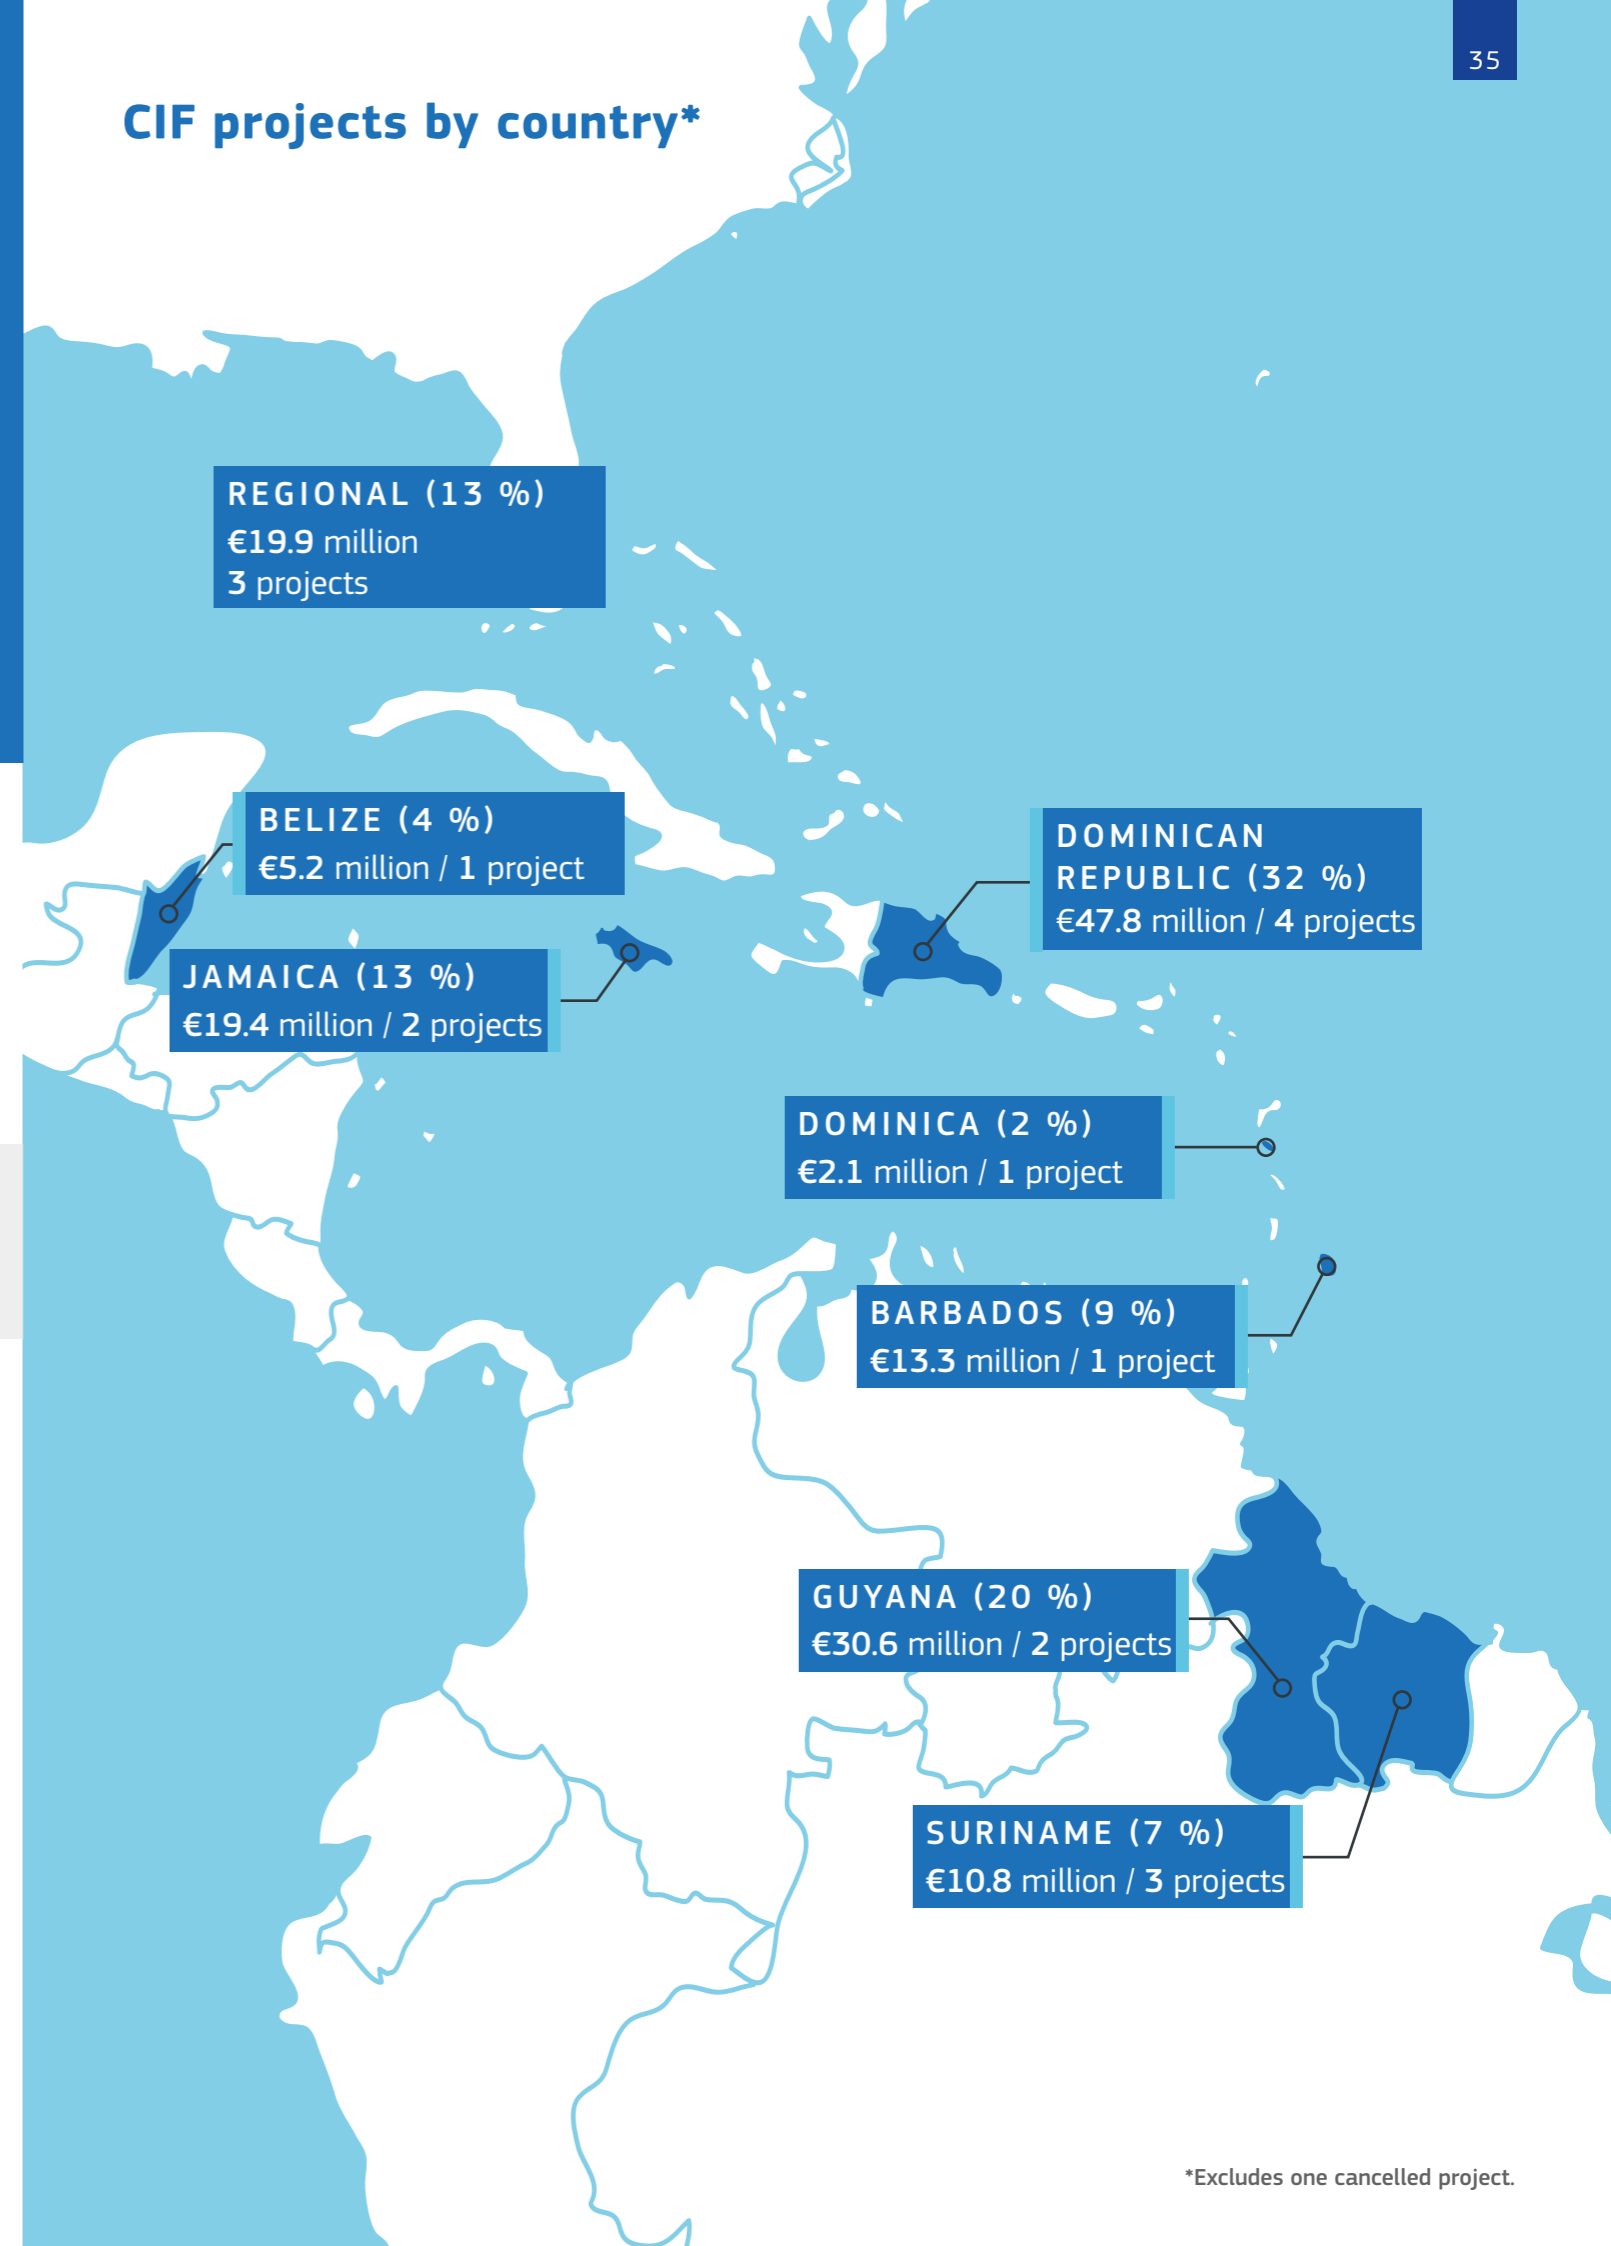 35
CIF projects by country*
REGIONAL (13 %)
€19.9 million
3 projects
BELIZE (4 %)
€5.2 million / 1 project
DOMINICAN
REPUBLIC (32 %)
€47.8 million / 4 projects
JAMAICA (13 %)
€19.4 million / 2 projects
DOMINICA (2 %)
€2.1 million / 1 project
BARBADOS (9 %)
€13.3 million / 1 project
GUYANA (20 %)
€30.6 million / 2 projects
SURINAME (7 %)
€10.8 million / 3 projects
*Excludes one cancelled project.